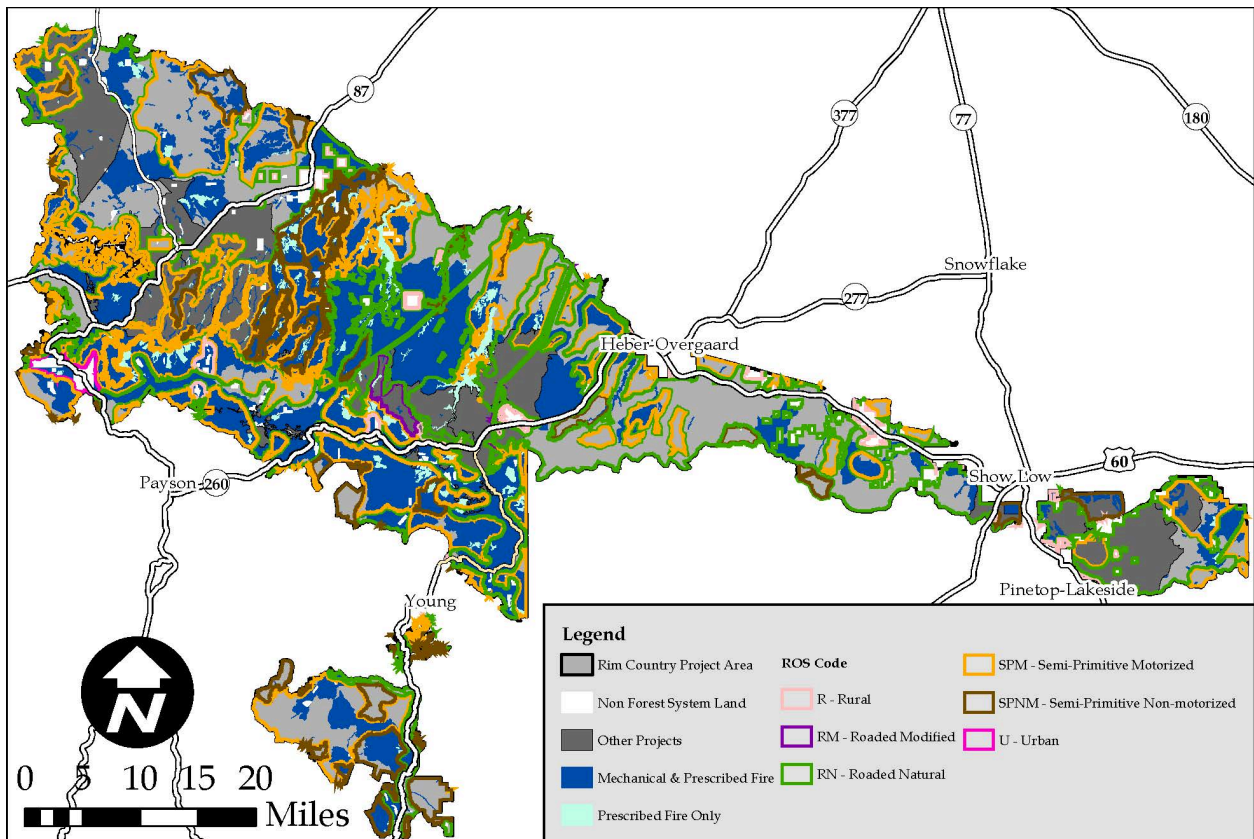 87
377
77
180
Snowflake
277
Heber-Overgaard
60
Show Low
Payson
260
Pinetop-Lakeside
Young
N
0 5 10 15 20
Miles
Legend
Rim Country Project Area
Non Forest System Land
Other Projects
Mechanical & Prescribed Fire
Prescribed Fire Only
ROS Code
R - Rural
RM - Roaded Modified
RN - Roaded Natural
SPM - Semi-Primitive Motorized
SPNM - Semi-Primitive Non-motorized
U - Urban